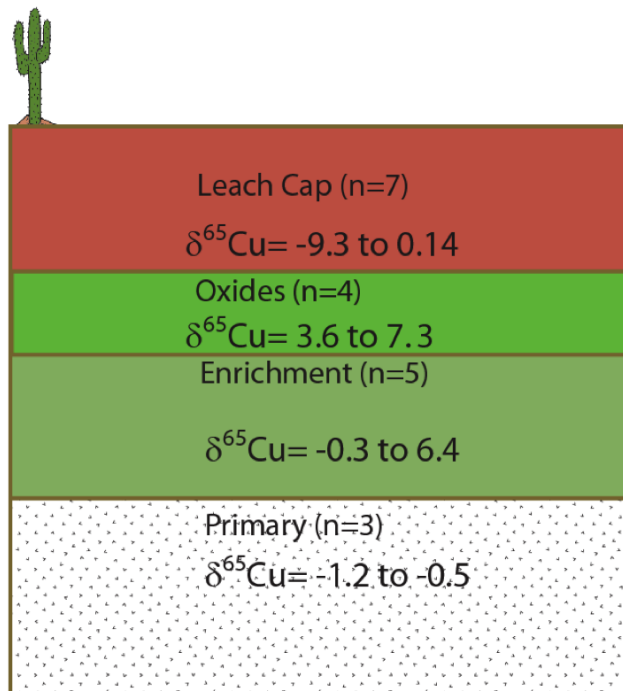 Leach Cap (n=7)
δ⁶⁵Cu= -9.3 to 0.14
Oxides (n=4)
δ⁶⁵Cu= 3.6 to 7.3
Enrichment (n=5)
δ⁶⁵Cu= -0.3 to 6.4
Primary (n=3)
δ⁶⁵Cu= -1.2 to -0.5